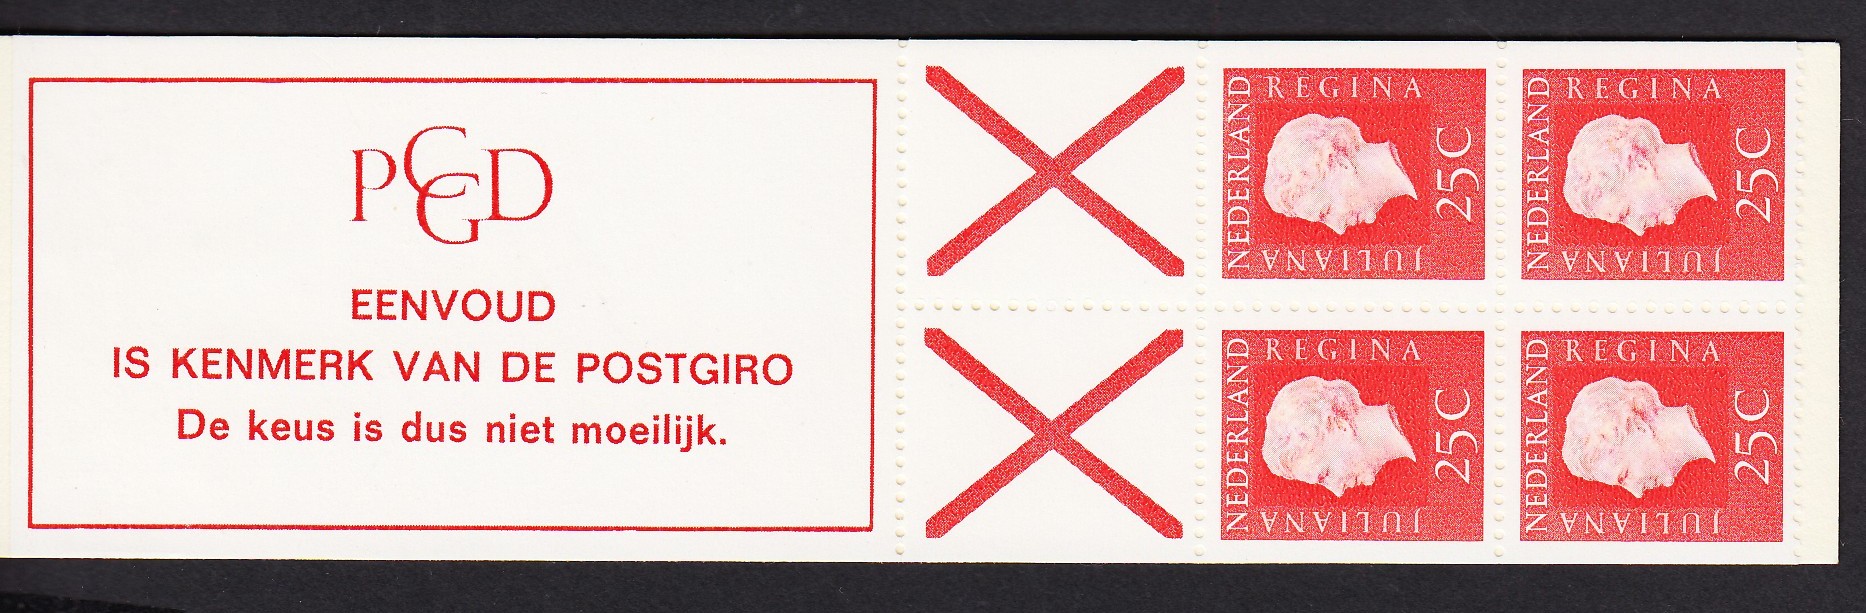 PCGGD
EENVOUD
IS KENMERK VAN DE POSTGIRO
De keus is dus niet moeilijk.
NEDERLAND
REGINA
JULIANA
25C
NEDERLAND
REGINA
JULIANA
25C
NEDERLAND
REGINA
JULIANA
25C
NEDERLAND
REGINA
JULIANA
25C